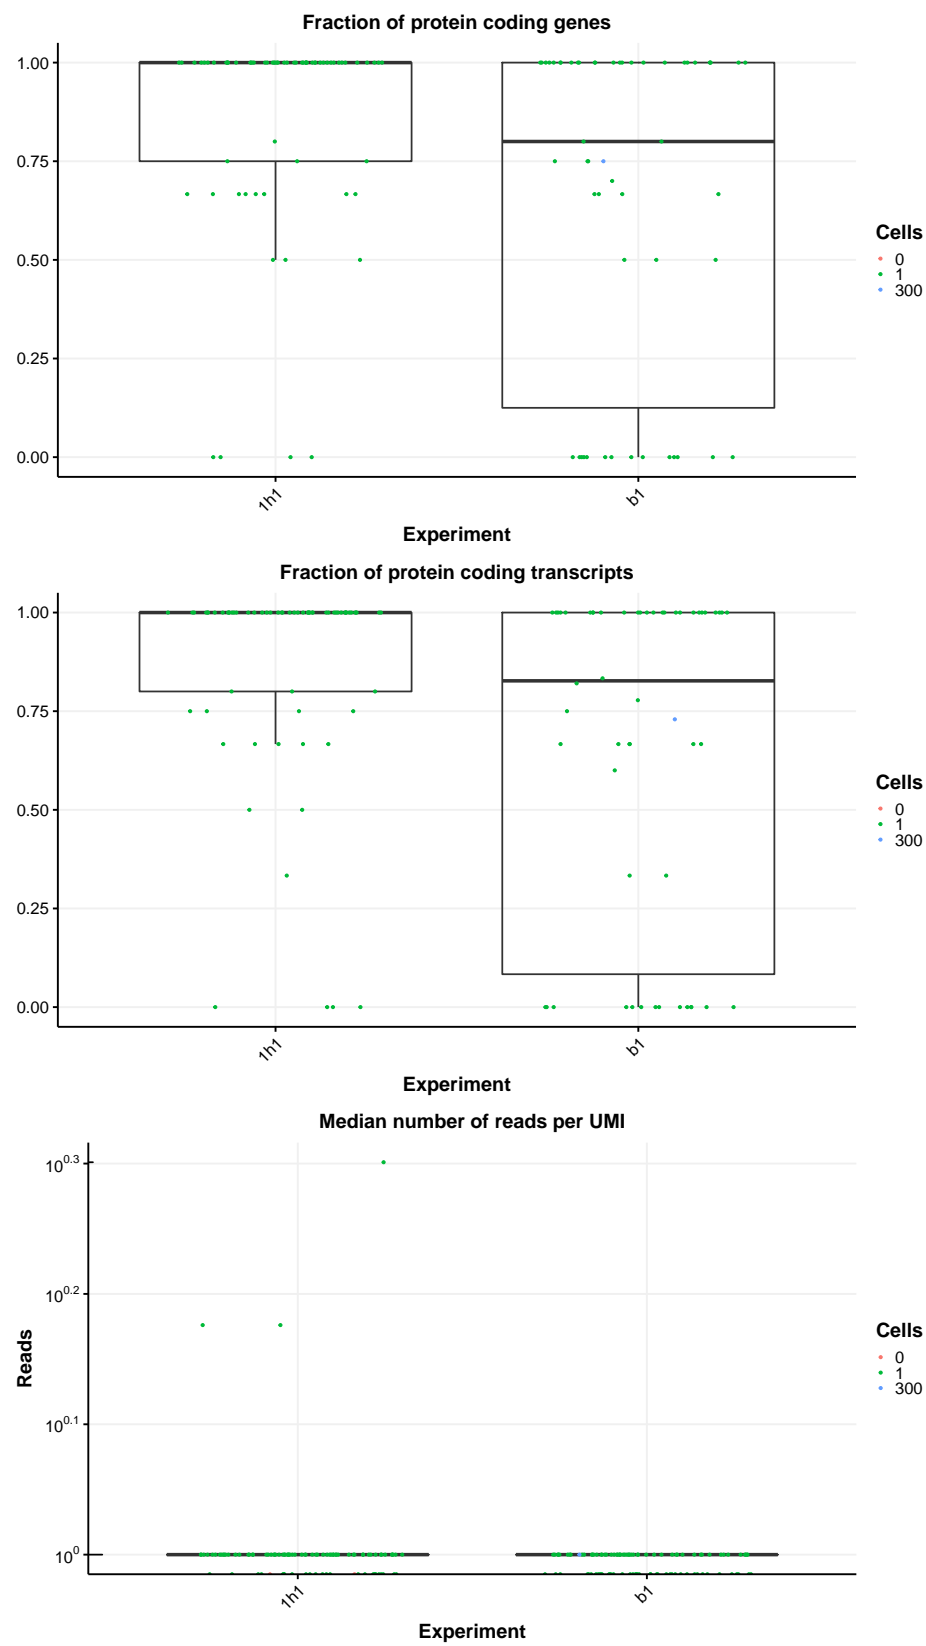 Fraction of protein coding genes
1.00
0.75
0.50
0.25
0.00
1h1
b1
Experiment
Cells
0
1
300
Fraction of protein coding transcripts
1.00
0.75
0.50
0.25
0.00
1h1
b1
Experiment
Cells
0
1
300
Median number of reads per UMI
Reads
10^0.3
10^0.2
10^0.1
10^0
1h1
b1
Experiment
Cells
0
1
300